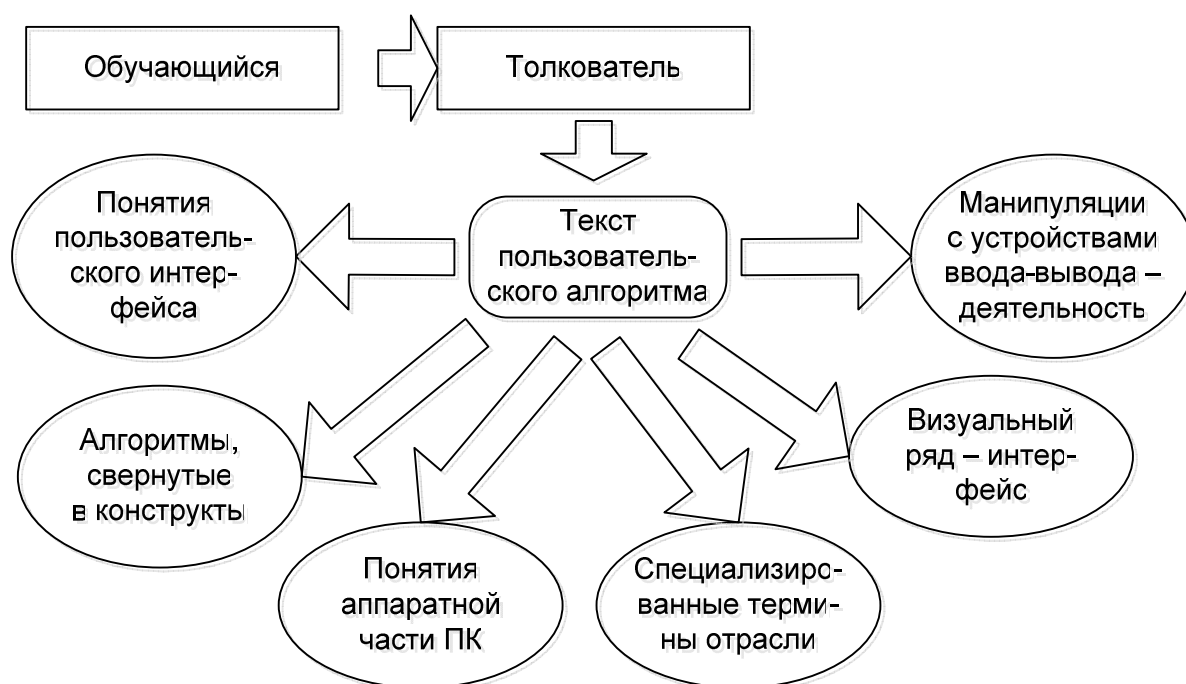 Обучающийся
Толкователь
Текст
пользователь-
ского алгоритма
Понятия
пользователь-
ского интер-
фейса
Манипуляции
с устройствами
ввода-вывода –
деятельность
Алгоритмы,
свернутые
в конструкты
Визуальный
ряд – интер-
фейс
Понятия
аппаратной
части ПК
Специализиро-
ванные терми-
ны отрасли